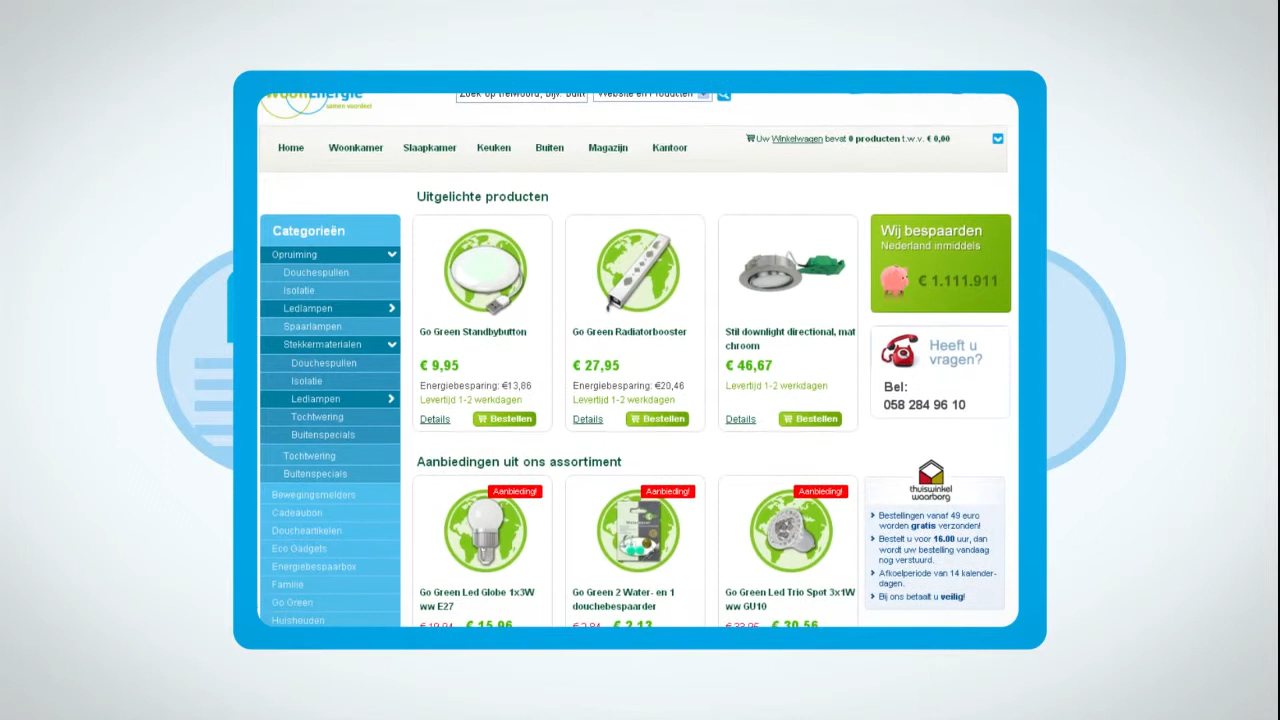 WoonEnergie
samen voordeel
Zoek op trefwoord, bijv. buite
Website en Producten
Uw Winkelwagen bevat 0 producten t.w.v. € 0,00
Home Woonkamer Slaapkamer Keuken Buiten Magazijn Kantoor
Uitgelichte producten
Categorieën
Opruiming
Douchespullen
Isolatie
Ledlampen
Spaarlampen
Stekkermaterialen
Douchespullen
Isolatie
Ledlampen
Tochtwering
Buitenspecials
Tochtwering
Buitenspecials
Bewegingsmelders
Cadeaubon
Doucheartikelen
Eco Gadgets
Energiebespaarbox
Familie
Go Green
Huishouden
Go Green Standbybutton
€ 9,95
Energiebesparing: €13,86
Levertijd 1-2 werkdagen
Details Bestellen
Go Green Radiatorbooster
€ 27,95
Energiebesparing: €20,46
Levertijd 1-2 werkdagen
Details Bestellen
Stil downlight directional, mat
chroom
€ 46,67
Levertijd 1-2 werkdagen
Details Bestellen
Wij bespaarden
Nederland inmiddels
€ 1.111.911
Heeft u
vragen?
Bel:
058 284 96 10
Aanbiedingen uit ons assortiment
Aanbieding!
Go Green Led Globe 1x3W
ww E27
€ 15,96
Aanbieding!
Go Green 2 Water- en 1
douchebespaarder
€ 2,84 € 2,13
Aanbieding!
Go Green Led Trio Spot 3x1W
ww GU10
€ 30,56
thuiswinkel
waarborg
Bestellingen vanaf 49 euro
worden gratis verzonden!
Bestelt u voor 16.00 uur, dan
wordt uw bestelling vandaag
nog verstuurd.
Afkoelperiode van 14 kalender-
dagen.
Bij ons betaalt u veilig!